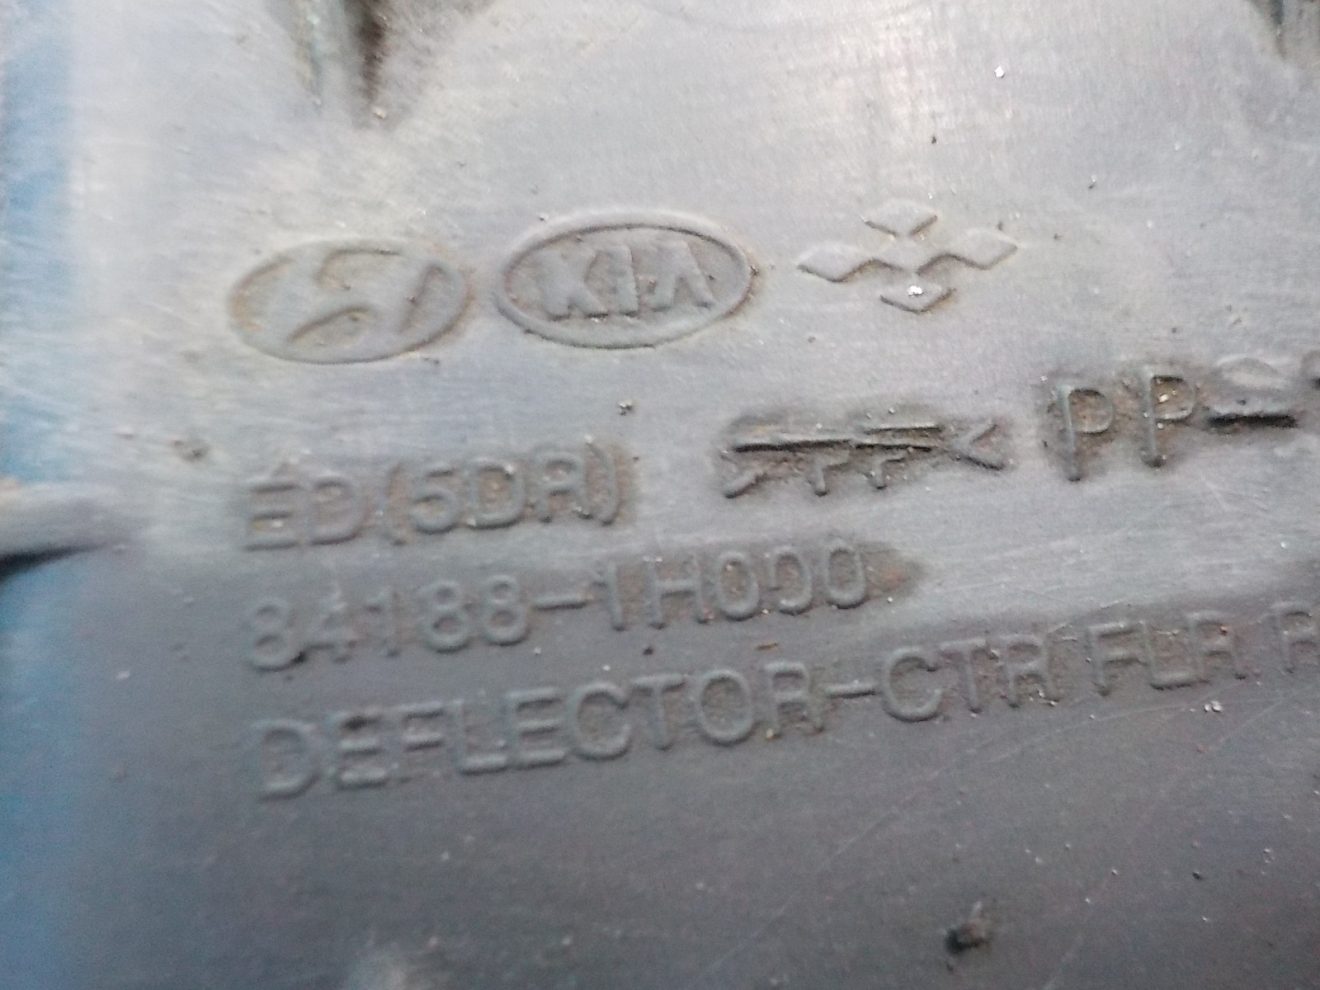 KIA
ED(5DR) PP
84188-1H000
DEFLECTOR-CTR FLR